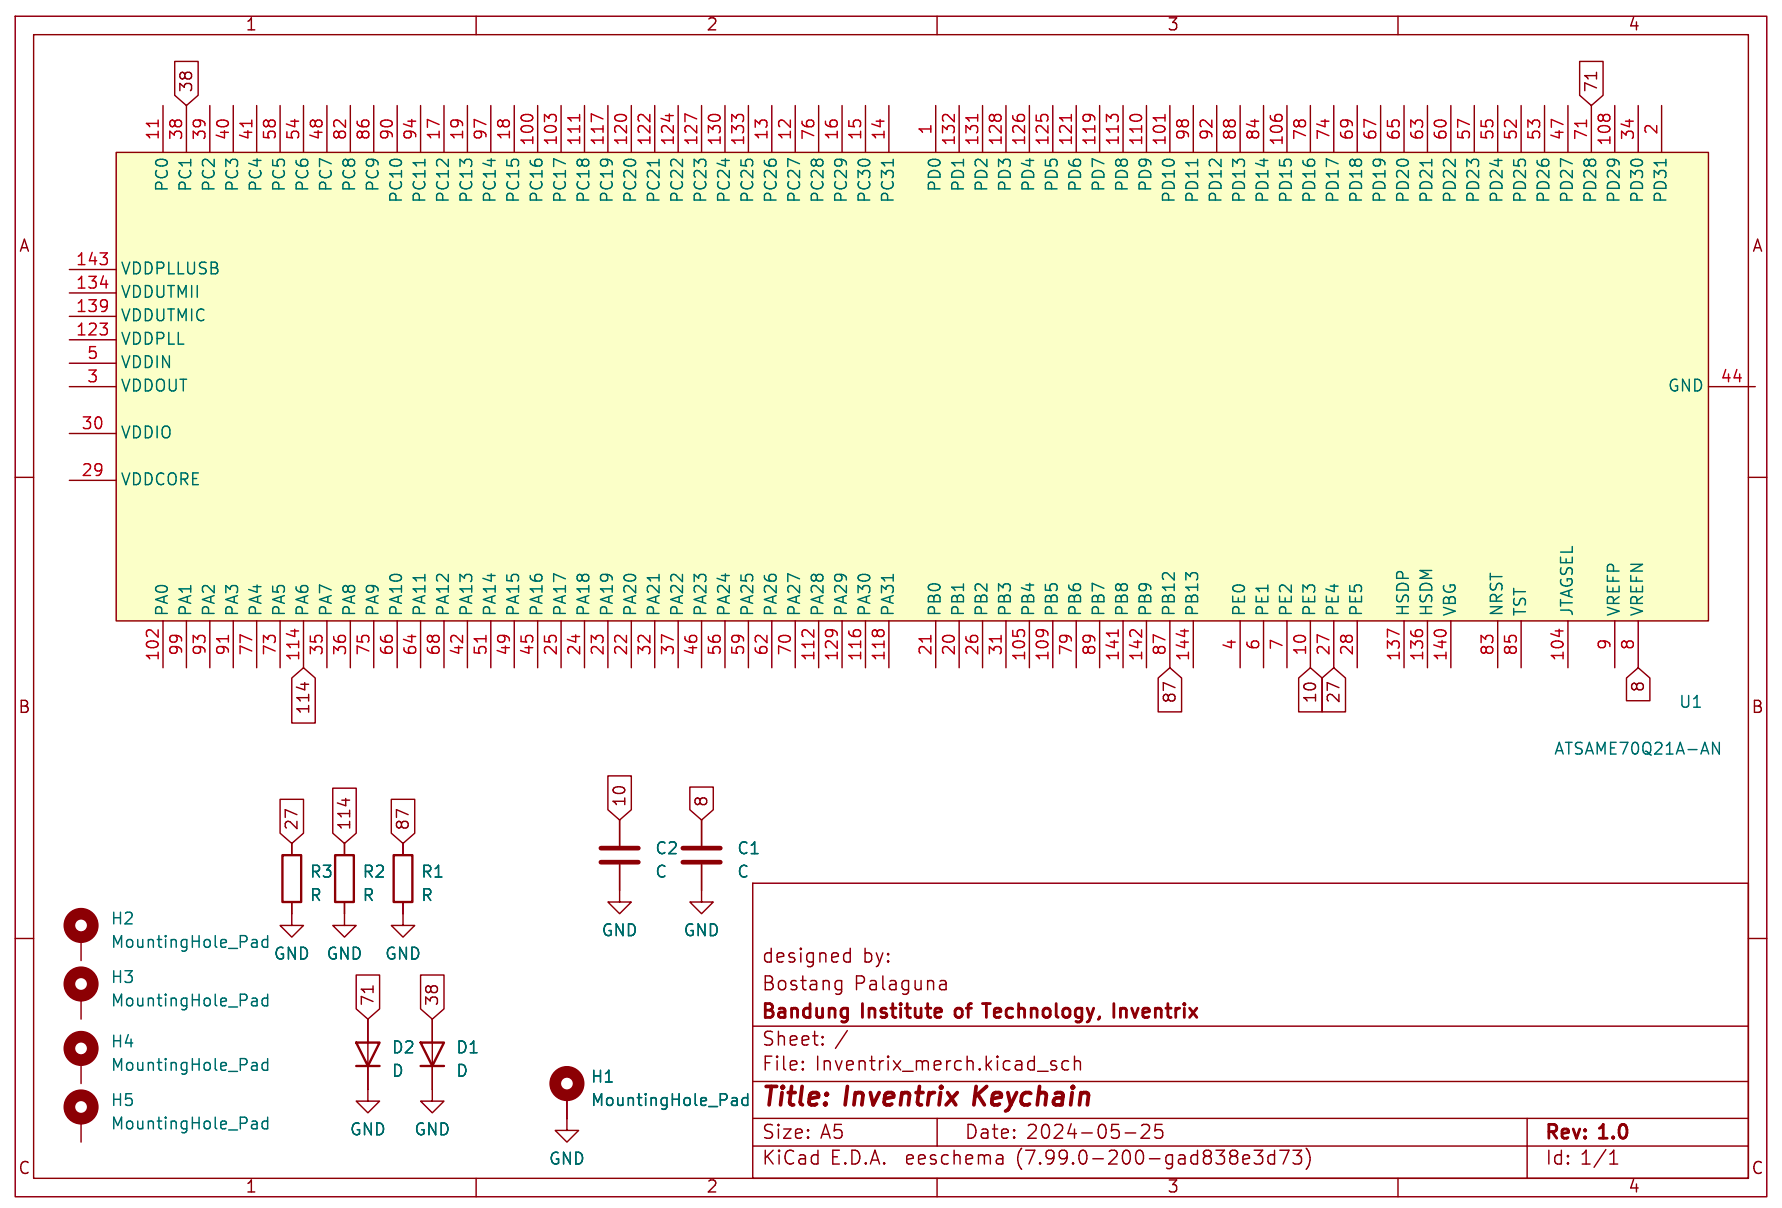 1 2 3 4
38 71
11 38 39 40 41 58 54 48 82 86 90 94 17 19 97 18 100 103 111 117 120 122 124 127 130 133 13 12 76 16 15 14 1 132 131 128 126 125 121 119 113 110 101 98 92 88 84 106 78 74 69 67 65 63 60 57 55 52 53 47 71 108 34 2
PC0 PC1 PC2 PC3 PC4 PC5 PC6 PC7 PC8 PC9 PC10 PC11 PC12 PC13 PC14 PC15 PC16 PC17 PC18 PC19 PC20 PC21 PC22 PC23 PC24 PC25 PC26 PC27 PC28 PC29 PC30 PC31 PD0 PD1 PD2 PD3 PD4 PD5 PD6 PD7 PD8 PD9 PD10 PD11 PD12 PD13 PD14 PD15 PD16 PD17 PD18 PD19 PD20 PD21 PD22 PD23 PD24 PD25 PD26 PD27 PD28 PD29 PD30 PD31
A A
143 VDDPLLUSB
134 VDDUTMII
139 VDDUTMIC
123 VDDPLL
5 VDDIN
3 VDDOUT
GND 44
30 VDDIO
29 VDDCORE
PA0 PA1 PA2 PA3 PA4 PA5 PA6 PA7 PA8 PA9 PA10 PA11 PA12 PA13 PA14 PA15 PA16 PA17 PA18 PA19 PA20 PA21 PA22 PA23 PA24 PA25 PA26 PA27 PA28 PA29 PA30 PA31 PB0 PB1 PB2 PB3 PB4 PB5 PB6 PB7 PB8 PB9 PB12 PB13 PE0 PE1 PE2 PE3 PE4 PE5 HSDP HSDM VBG NRST TST JTAGSEL VREFP VREFN
102 99 93 91 77 73 114 35 36 75 66 64 68 42 51 49 45 25 24 23 22 32 37 46 56 59 62 70 112 129 116 118 21 20 26 31 105 109 79 89 141 142 87 144 4 6 7 10 27 28 137 136 140 83 85 104 9 8
114 87 10 27 8
B B
U1
ATSAME70Q21A-AN
27 114 87 10 8
R3 R2 R1 C2 C1
R R R C C
GND GND GND GND GND
H2
MountingHole_Pad
H3
MountingHole_Pad
H4
MountingHole_Pad
H5
MountingHole_Pad
71 38
D2 D1
D D
GND GND
H1
MountingHole_Pad
GND
designed by:
Bostang Palaguna
Bandung Institute of Technology, Inventrix
Sheet: /
File: Inventrix_merch.kicad_sch
Title: Inventrix Keychain
Size: A5 Date: 2024-05-25 Rev: 1.0
KiCad E.D.A. eeschema (7.99.0-200-gad838e3d73) Id: 1/1
C C
1 2 3 4